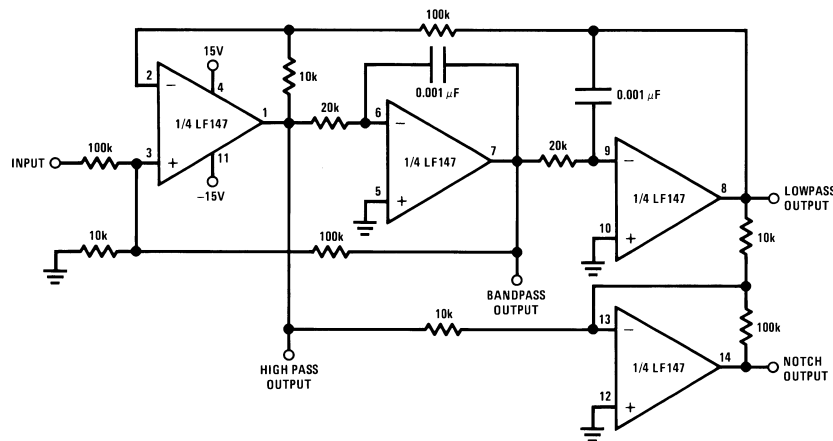 100k
15V
2
4
10k
0.001 µF
0.001 µF
1
20k
6
1/4 LF147
100k
3
11
−15V
INPUT
1/4 LF147
7
20k
9
5
1/4 LF147
8
LOWPASS
OUTPUT
10k
100k
10
10k
BANDPASS
OUTPUT
10k
13
100k
HIGH PASS
OUTPUT
1/4 LF147
14
NOTCH
OUTPUT
12